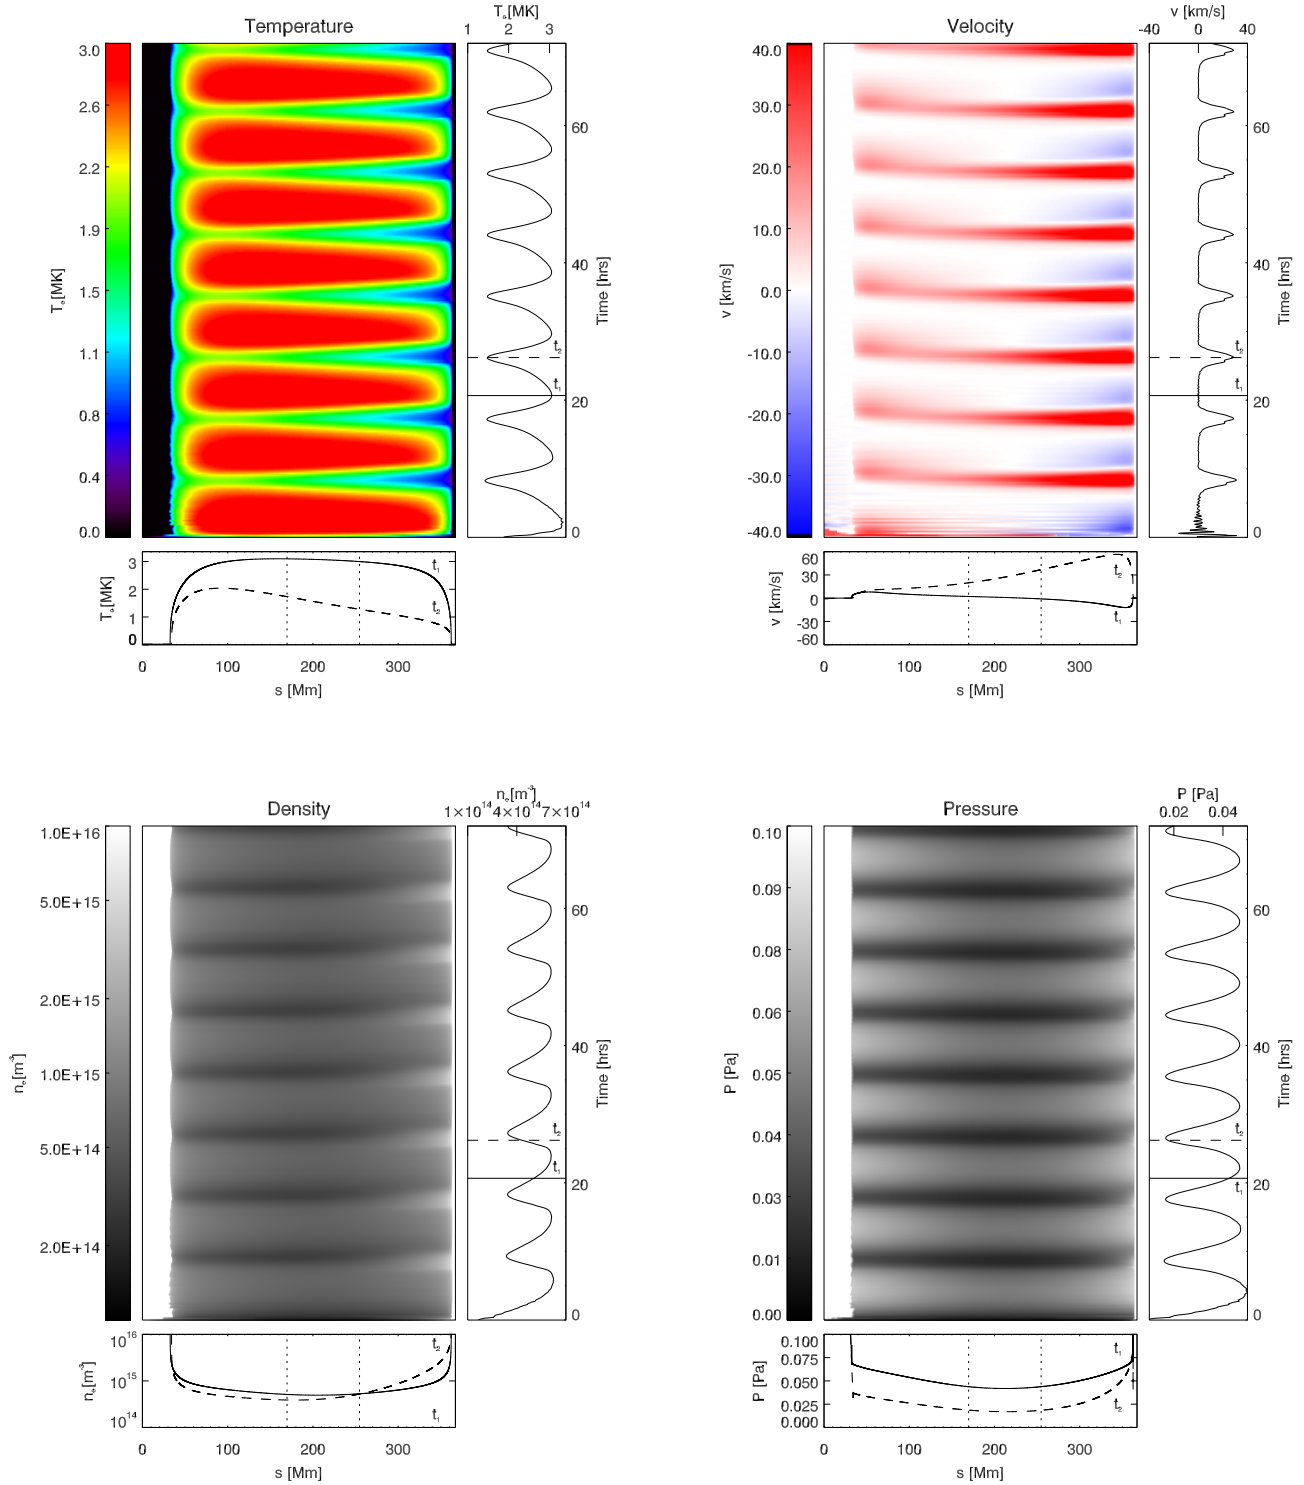 Temperature
Tₑ[MK]
1 2 3
3.0
2.6
2.2
1.9
1.5
1.1
0.8
0.4
0.0
Tₑ[MK]
60
40
20
0
Time [hrs]
t₂
t₁
3
2
1
0
Tₑ[MK]
t₁
t₂
0 100 200 300
s [Mm]
Velocity
v [km/s]
-40 0 40
40.0
30.0
20.0
10.0
0.0
-10.0
-20.0
-30.0
-40.0
v [km/s]
60
40
20
0
Time [hrs]
t₂
t₁
60
30
0
-30
-60
v [km/s]
t₂
t₁
0 100 200 300
s [Mm]
Density
nₑ[m⁻³]
1×10¹⁴4×10¹⁴7×10¹⁴
1.0E+16
5.0E+15
2.0E+15
1.0E+15
5.0E+14
2.0E+14
nₑ[m⁻³]
60
40
20
0
Time [hrs]
t₂
t₁
10¹⁶
10¹⁵
10¹⁴
nₑ[m⁻³]
t₂
t₁
0 100 200 300
s [Mm]
Pressure
P [Pa]
0.02 0.04
0.10
0.09
0.08
0.06
0.05
0.04
0.03
0.01
0.00
P [Pa]
60
40
20
0
Time [hrs]
t₂
t₁
0.100
0.075
0.050
0.025
0.000
P [Pa]
t₁
t₂
0 100 200 300
s [Mm]